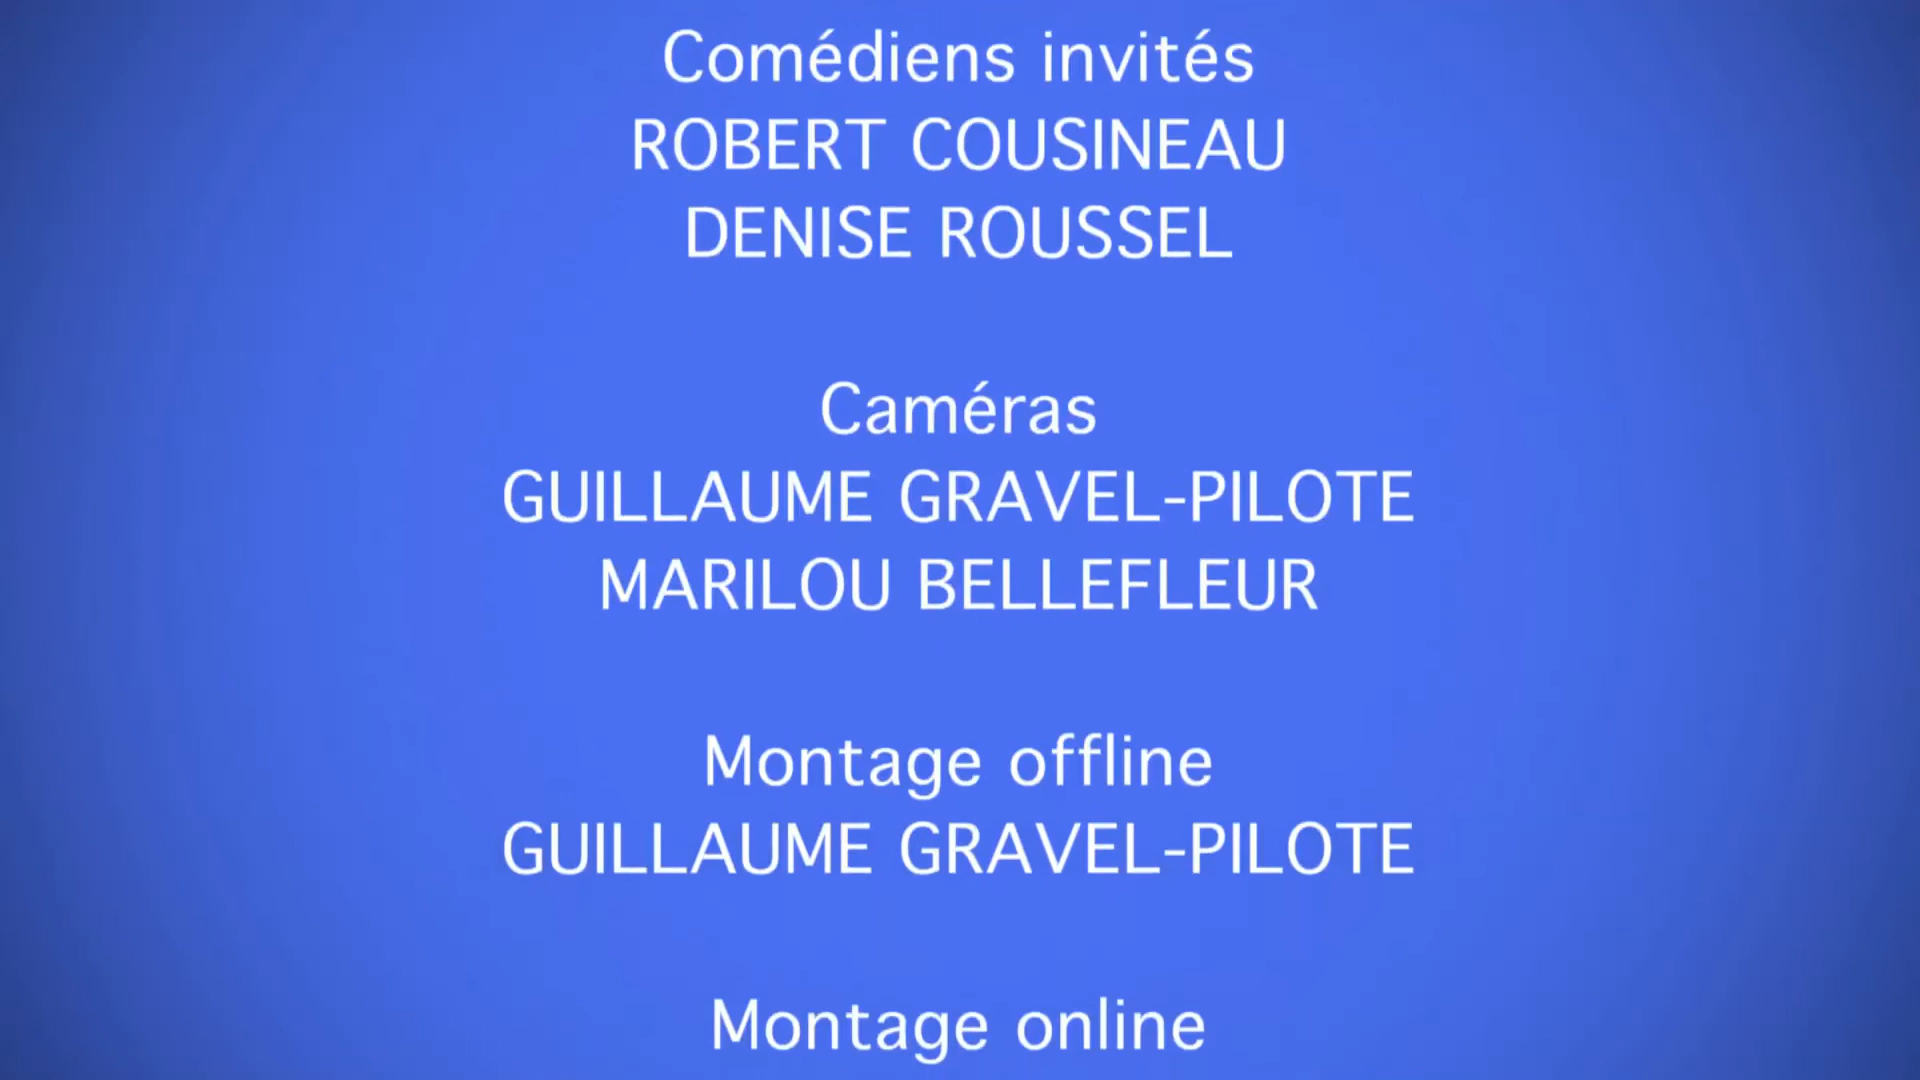 Comédiens invités
ROBERT COUSINEAU
DENISE ROUSSEL
Caméras
GUILLAUME GRAVEL-PILOTE
MARILOU BELLEFLEUR
Montage offline
GUILLAUME GRAVEL-PILOTE
Montage online